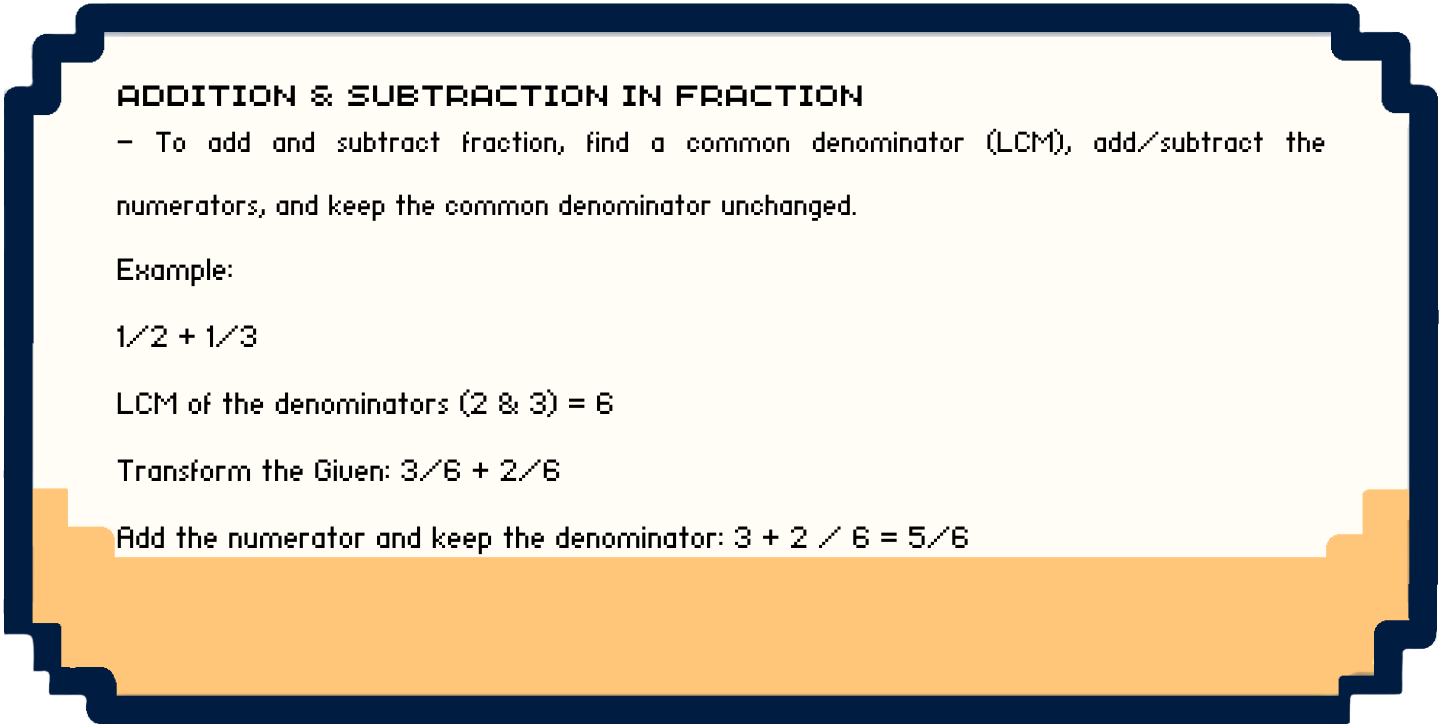 ADDITION & SUBTRACTION IN FRACTION
– To add and subtract fraction, find a common denominator (LCM), add/subtract the
numerators, and keep the common denominator unchanged.
Example:
1/2 + 1/3
LCM of the denominators (2 & 3) = 6
Transform the Given: 3/6 + 2/6
Add the numerator and keep the denominator: 3 + 2 / 6 = 5/6